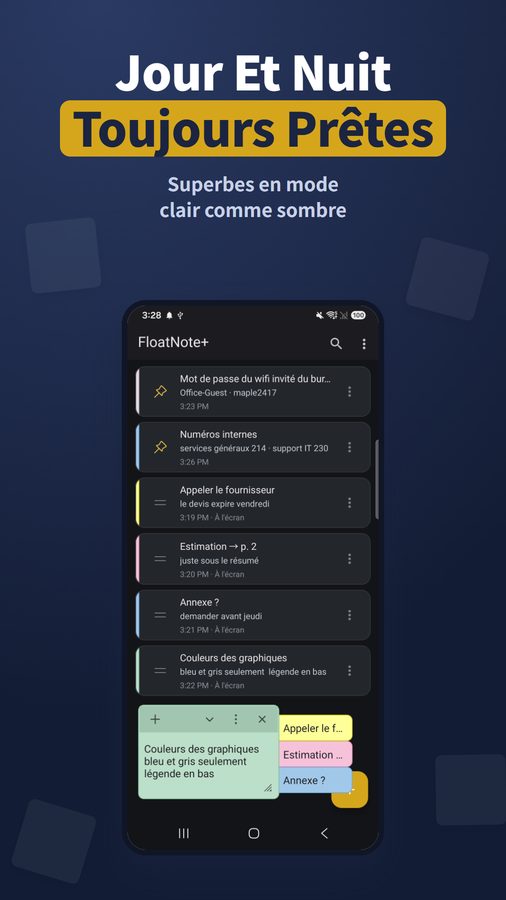 Jour Et Nuit
Toujours Prêtes
Superbes en mode
clair comme sombre
3:28
100
FloatNote+
Mot de passe du wifi invité du bur…
Office-Guest · maple2417
3:23 PM
Numéros internes
services généraux 214 · support IT 230
3:26 PM
Appeler le fournisseur
le devis expire vendredi
3:19 PM · À l'écran
Estimation → p. 2
juste sous le résumé
3:20 PM · À l'écran
Annexe ?
demander avant jeudi
3:21 PM · À l'écran
Couleurs des graphiques
bleu et gris seulement  légende en bas
3:22 PM · À l'écran
Couleurs des graphiques
bleu et gris seulement
légende en bas
Appeler le f…
Estimation …
Annexe ?